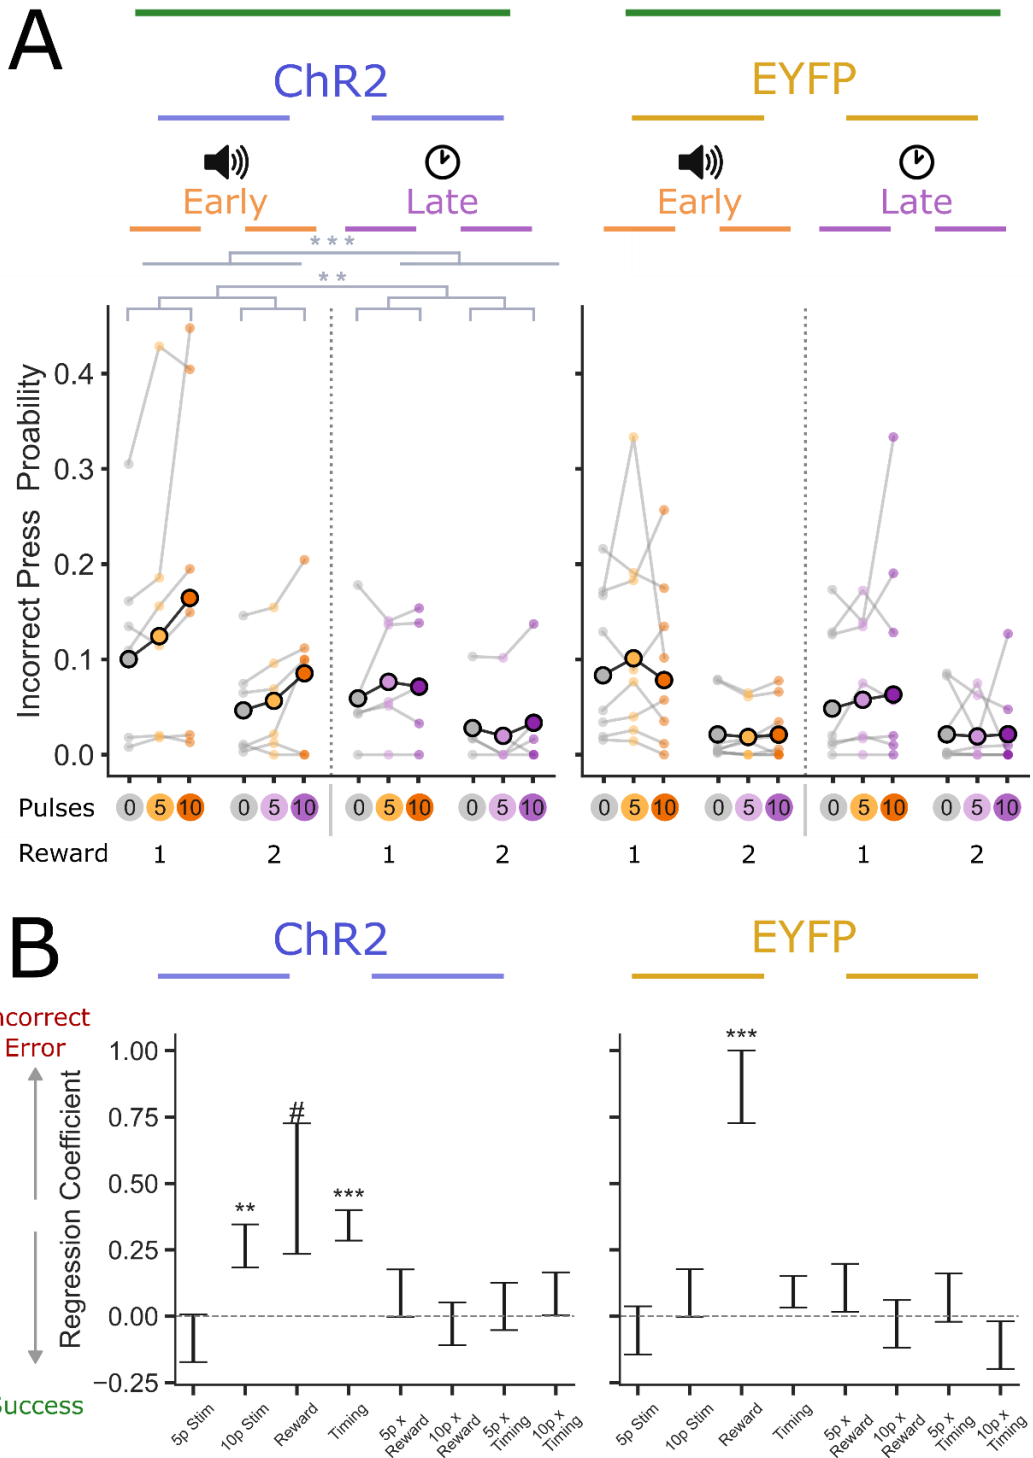 A
ChR2
EYFP
Early
Late
Early
Late
***
**
Incorrect Press Proability
0.4
0.3
0.2
0.1
0.0
Pulses
0 5 10 0 5 10 0 5 10 0 5 10 0 5 10 0 5 10 0 5 10 0 5 10
Reward
1 2 1 2 1 2 1 2
B
ChR2
EYFP
ncorrect
Error
Regression Coefficient
uccess
1.00
0.75
0.50
0.25
0.00
−0.25
**
#
***
***
5p Stim
10p Stim
Reward
Timing
5p x
Reward
10p x
Reward
5p x
Timing
10p x
Timing
5p Stim
10p Stim
Reward
Timing
5p x
Reward
10p x
Reward
5p x
Timing
10p x
Timing